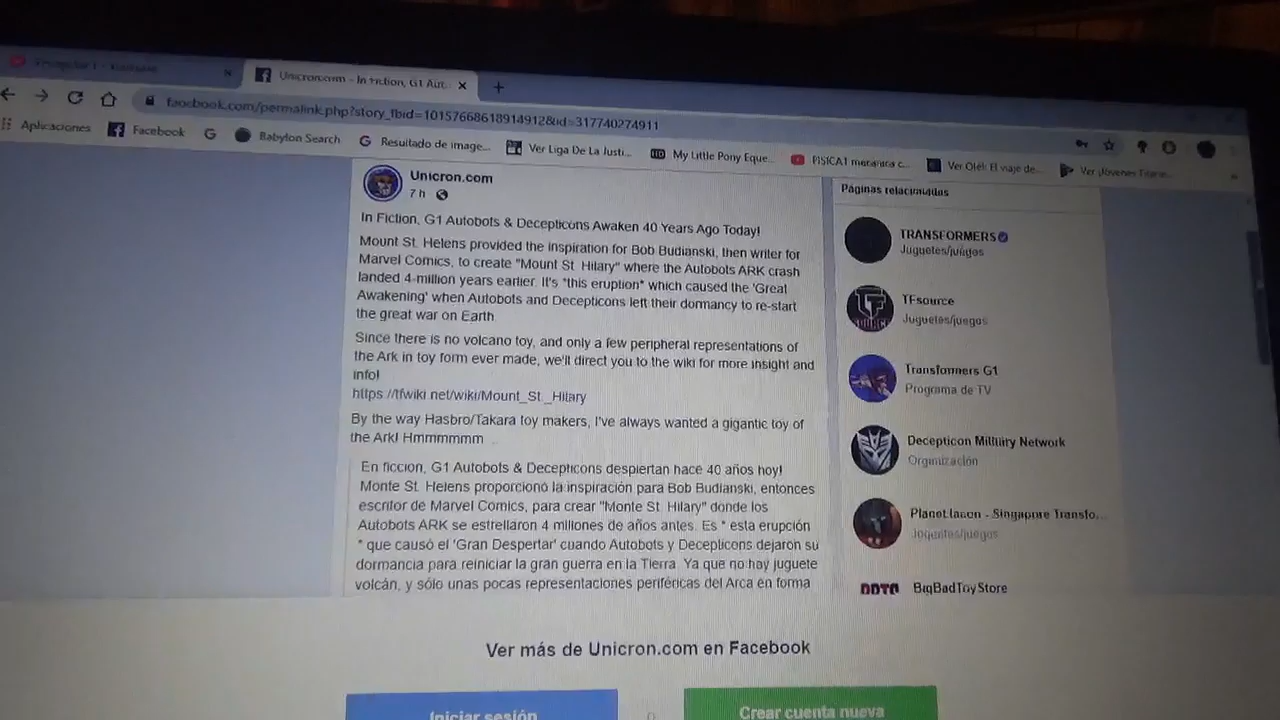 Unicron.com - In Fiction, G1 Aut...
facebook.com/permalink.php?story_fbid=10157668618914912&id=317740274911
Aplicaciones
Facebook
Babylon Search
Resultado de image...
Ver Liga De La Justi...
My Little Pony Eque...
FISICA1 mecanica c...
Ver Olé!: El viaje de...
Ver Jóvenes Titane...
Unicron.com
7 h
In Fiction, G1 Autobots & Decepticons Awaken 40 Years Ago Today!
Mount St. Helens provided the inspiration for Bob Budianski, then writer for
Marvel Comics, to create "Mount St. Hilary" where the Autobots ARK crash
landed 4-million years earlier. It's *this eruption* which caused the 'Great
Awakening' when Autobots and Decepticons left their dormancy to re-start
the great war on Earth.
Since there is no volcano toy, and only a few peripheral representations of
the Ark in toy form ever made, we'll direct you to the wiki for more insight and
info!
https://tfwiki.net/wiki/Mount_St._Hilary
By the way Hasbro/Takara toy makers, I've always wanted a gigantic toy of
the Ark! Hmmmmmm
En ficción, G1 Autobots & Decepticons despiertan hace 40 años hoy!
Monte St. Helens proporcionó la inspiración para Bob Budianski, entonces
escritor de Marvel Comics, para crear "Monte St. Hilary" donde los
Autobots ARK se estrellaron 4 millones de años antes. Es * esta erupción
* que causó el 'Gran Despertar' cuando Autobots y Decepticons dejaron su
dormancia para reiniciar la gran guerra en la Tierra. Ya que no hay juguete
volcán, y sólo unas pocas representaciones periféricas del Arca en forma
Páginas relacionadas
TRANSFORMERS
Juguetes/juegos
TFsource
Juguetes/juegos
Transformers G1
Programa de TV
Decepticon Military Network
Organización
Planet Iacon - Singapore Transfo...
Juguetes/juegos
BBTS BigBadToyStore
Ver más de Unicron.com en Facebook
Iniciar sesión
o
Crear cuenta nueva